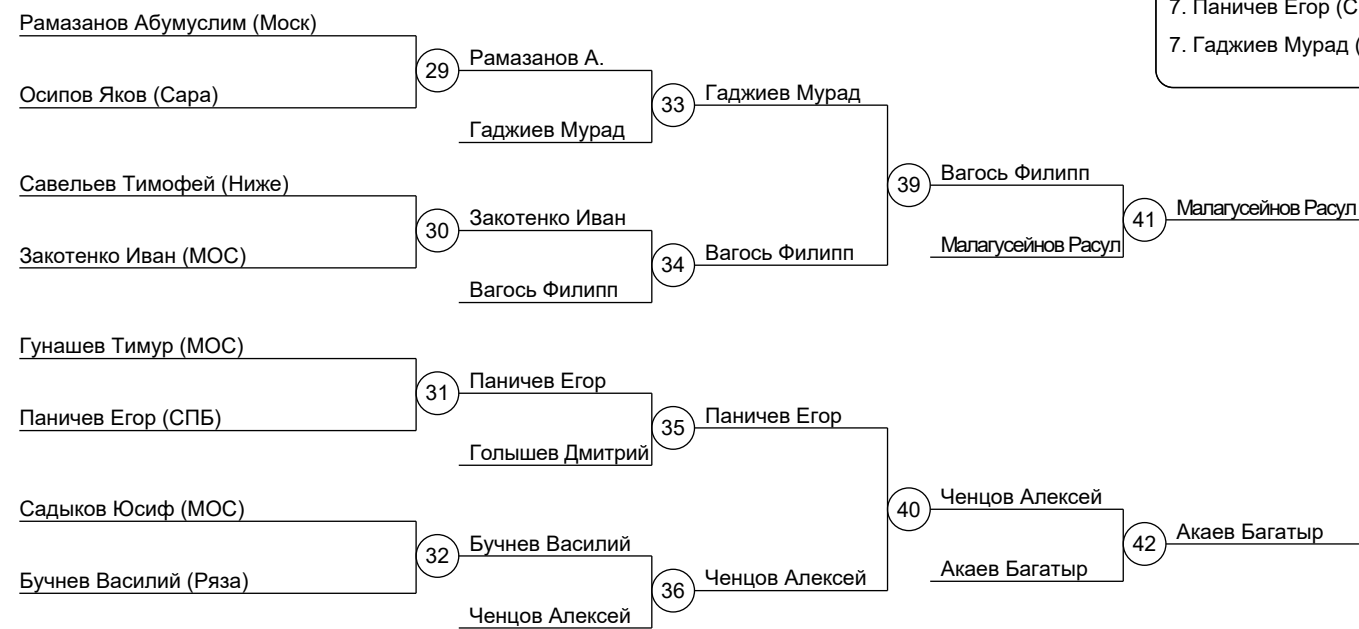 7. Паничев Егор (С
7. Гаджиев Мурад (
Рамазанов Абумуслим (Моск)
29
Рамазанов А.
Осипов Яков (Сара)
33
Гаджиев Мурад
Гаджиев Мурад
Савельев Тимофей (Ниже)
39
Вагось Филипп
30
Закотенко Иван
41
Малагусейнов Расул
Закотенко Иван (МОС)
34
Вагось Филипп
Малагусейнов Расул
Вагось Филипп
Гунашев Тимур (МОС)
31
Паничев Егор
Паничев Егор (СПБ)
35
Паничев Егор
Голышев Дмитрий
Садыков Юсиф (МОС)
40
Ченцов Алексей
32
Бучнев Василий
42
Акаев Багатыр
Бучнев Василий (Ряза)
36
Ченцов Алексей
Акаев Багатыр
Ченцов Алексей